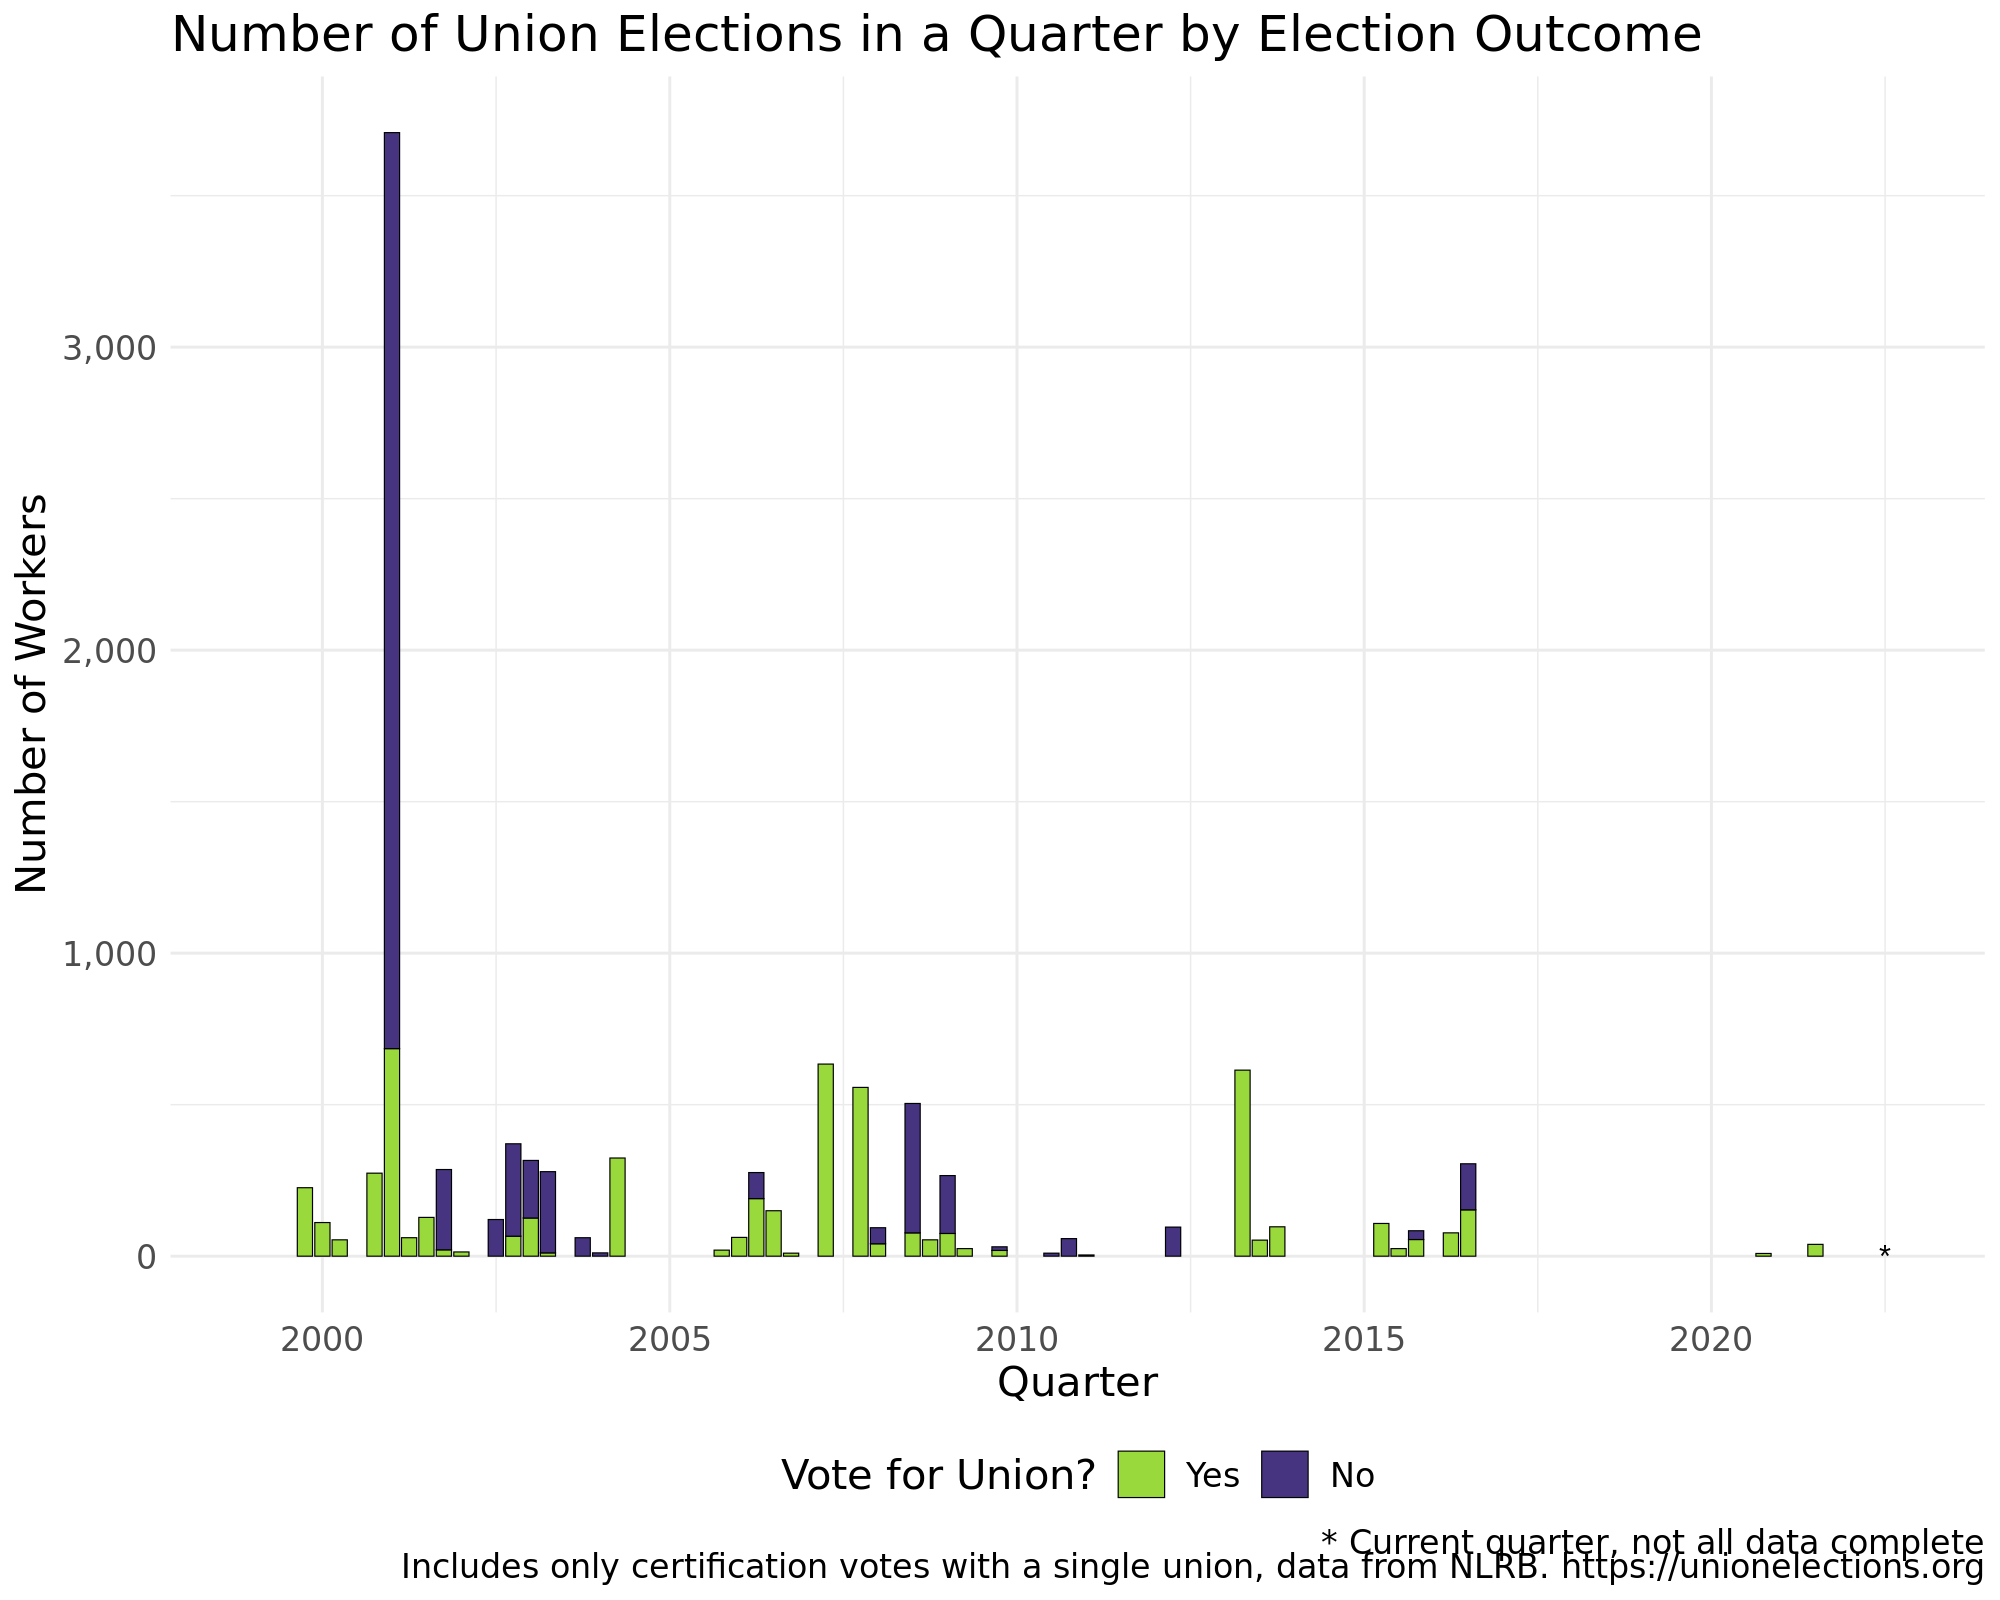 Number of Union Elections in a Quarter by Election Outcome
Number of Workers
3,000
2,000
1,000
0
*
2000 2005 2010 2015 2020
Quarter
Vote for Union? Yes No
* Current quarter, not all data complete
Includes only certification votes with a single union, data from NLRB. https://unionelections.org